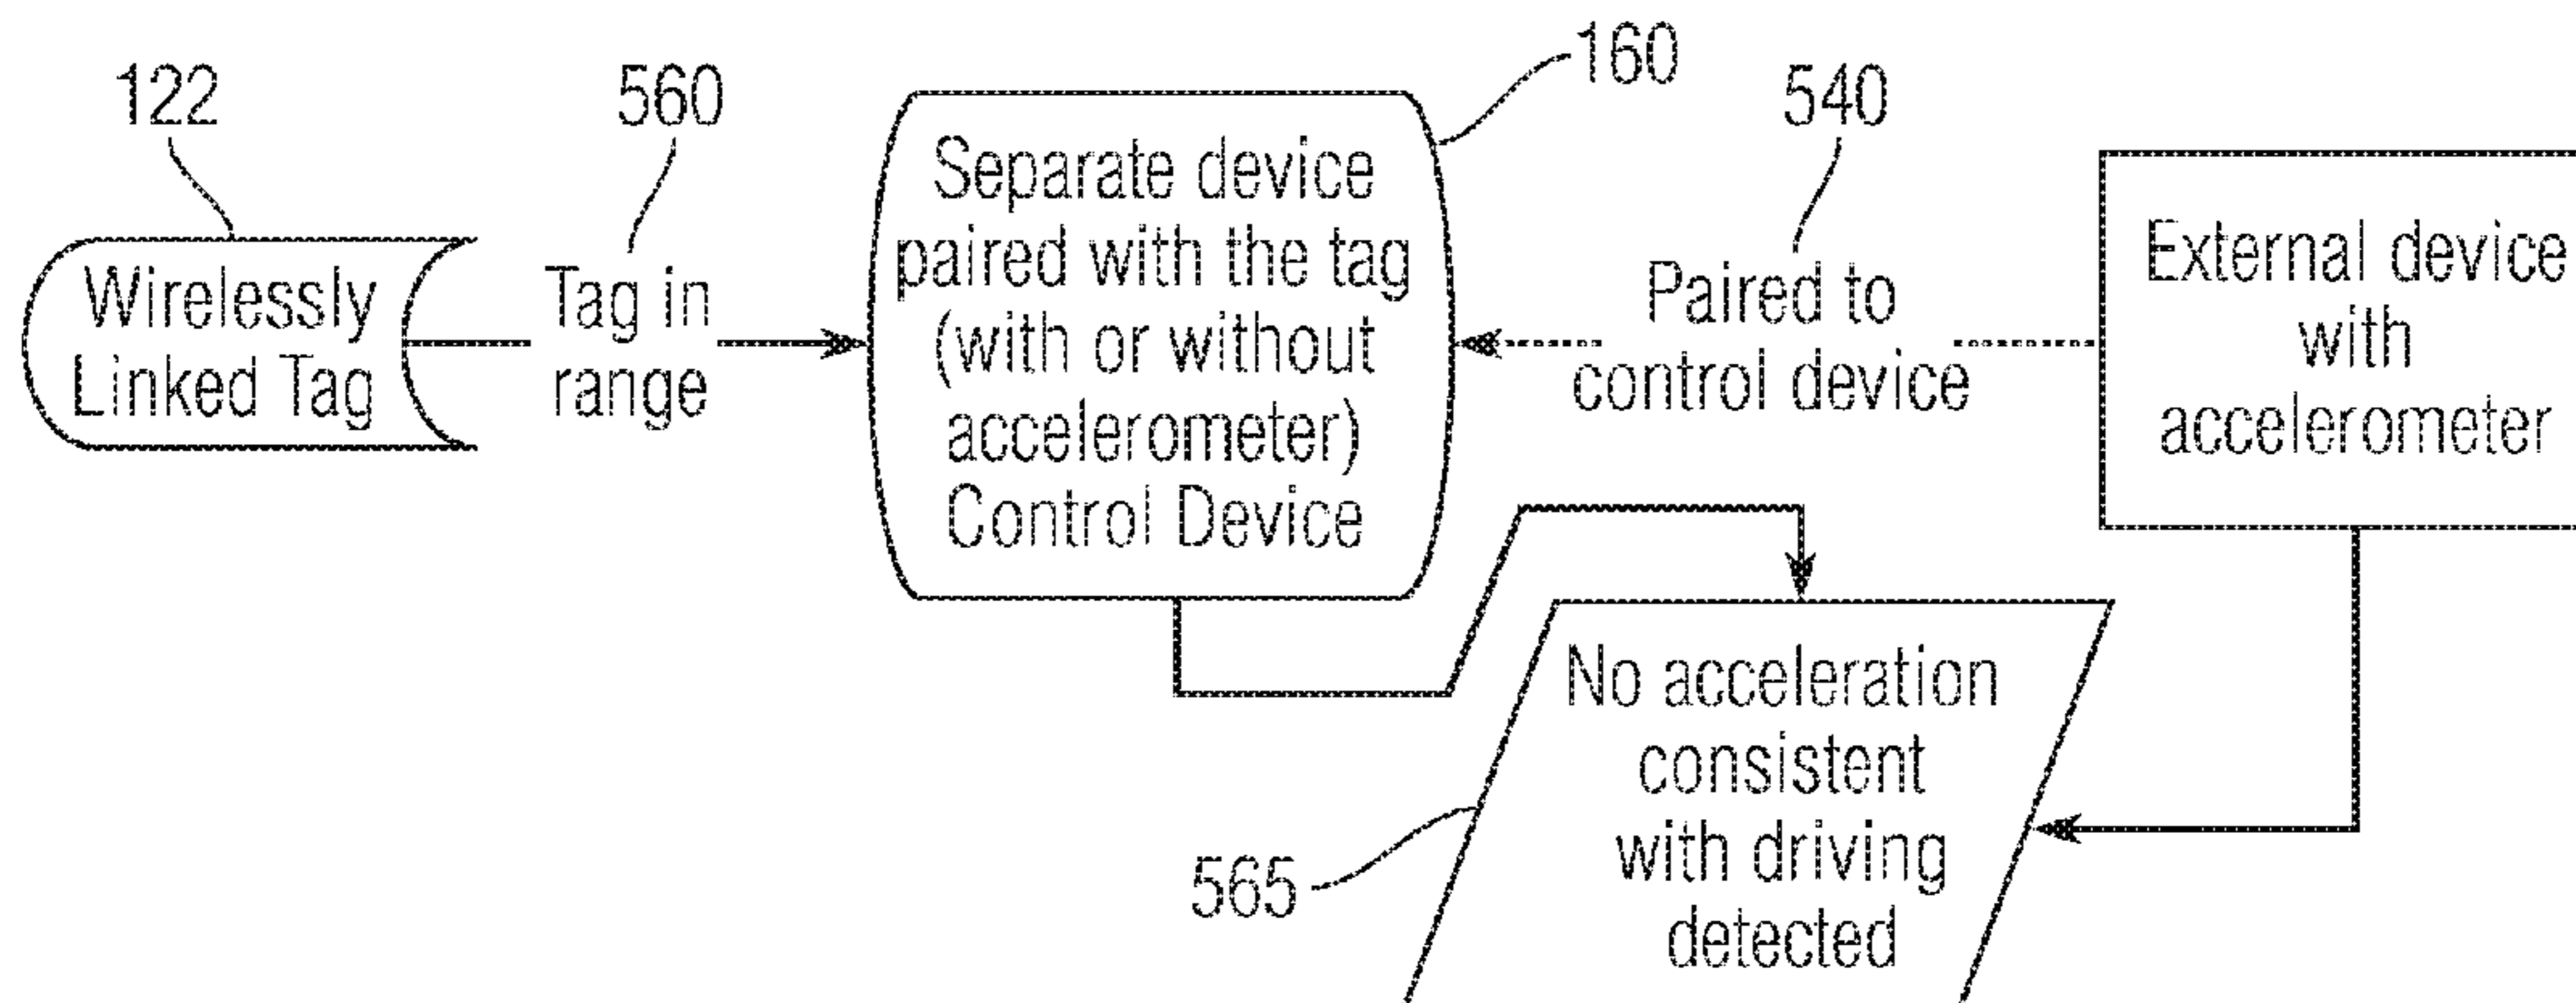 122
560
160
540
Wirelessly
Linked Tag
Tag in
range
Separate device
paired with the tag
(with or without
accelerometer)
Control Device
Paired to
control device
External device
with
accelerometer
No acceleration
consistent
with driving
detected
565